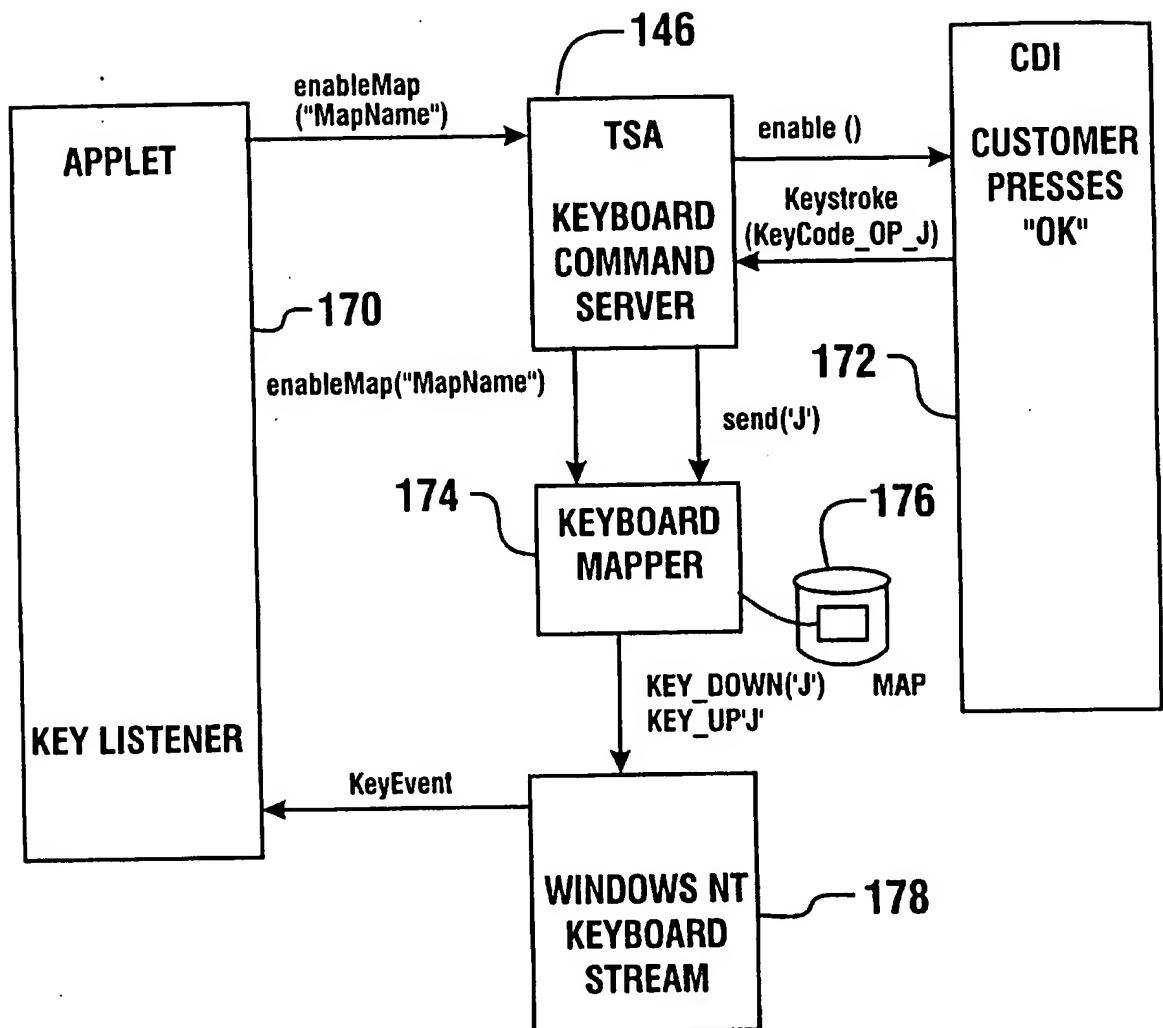 146
enableMap
("MapName")
APPLET
TSA
KEYBOARD
COMMAND
SERVER
enable ()
Keystroke
(KeyCode_OP_J)
CDI
CUSTOMER
PRESSES
"OK"
170
172
enableMap("MapName")
send('J')
174
KEYBOARD
MAPPER
176
MAP
KEY_DOWN('J')
KEY_UP'J'
KEY LISTENER
KeyEvent
WINDOWS NT
KEYBOARD
STREAM
178